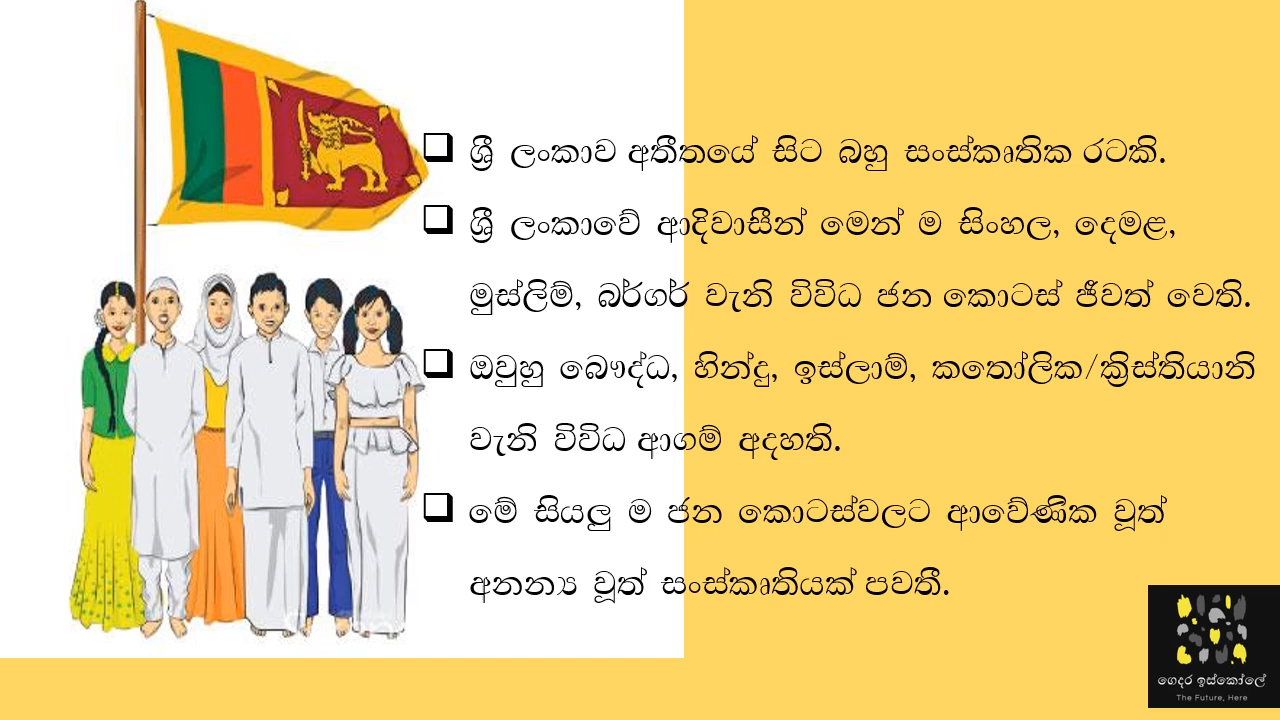 ශ්‍රී ලංකාව අතීතයේ සිට බහු සංස්කෘතික රටකි.
ශ්‍රී ලංකාවේ ආදිවාසීන් මෙන් ම සිංහල, දෙමළ,
මුස්ලිම්, බර්ගර් වැනි විවිධ ජන කොටස් ජීවත් වෙති.
ඔවුහු බෞද්ධ, හින්දු, ඉස්ලාම්, කතෝලික/ක්‍රිස්තියානි
වැනි විවිධ ආගම් අදහති.
මේ සියලු ම ජන කොටස්වලට ආවේණික වූත්
අනන්‍ය වූත් සංස්කෘතියක් පවතී.
ගෙදර ඉස්කෝලේ
The Future, Here